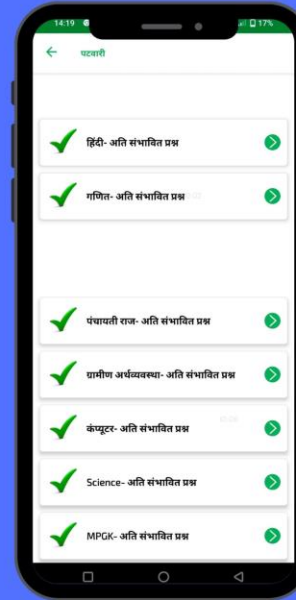 14:19
17%
पटवारी
हिंदी- अति संभावित प्रश्न
गणित- अति संभावित प्रश्न
पंचायती राज- अति संभावित प्रश्न
ग्रामीण अर्थव्यवस्था- अति संभावित प्रश्न
कंप्यूटर- अति संभावित प्रश्न
Science- अति संभावित प्रश्न
MPGK- अति संभावित प्रश्न